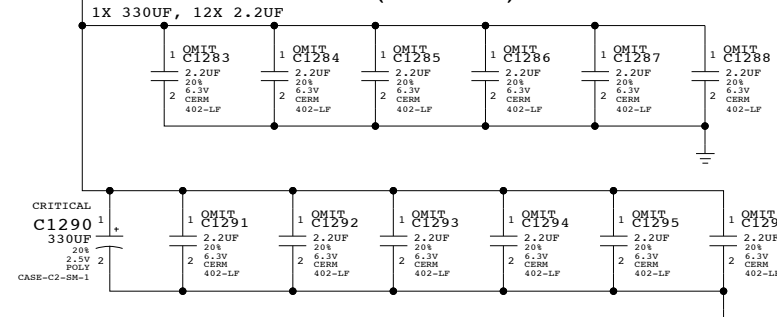 1X 330UF, 12X 2.2UF
1 OMIT
C1283
2.2UF
20%
6.3V
2 CERM
402-LF
1 OMIT
C1284
2.2UF
20%
6.3V
2 CERM
402-LF
1 OMIT
C1285
2.2UF
20%
6.3V
2 CERM
402-LF
1 OMIT
C1286
2.2UF
20%
6.3V
2 CERM
402-LF
1 OMIT
C1287
2.2UF
20%
6.3V
2 CERM
402-LF
1 OMIT
C1288
2.2UF
20%
6.3V
2 CERM
402-LF
CRITICAL
C1290 1
+
330UF
20%
2.5V 2
POLY
CASE-C2-SM-1
1 OMIT
C1291
2.2UF
20%
6.3V
2 CERM
402-LF
1 OMIT
C1292
2.2UF
20%
6.3V
2 CERM
402-LF
1 OMIT
C1293
2.2UF
20%
6.3V
2 CERM
402-LF
1 OMIT
C1294
2.2UF
20%
6.3V
2 CERM
402-LF
1 OMIT
C1295
2.2UF
20%
6.3V
2 CERM
402-LF
1 OMIT
2.2UF
20%
6.3V
2 CERM